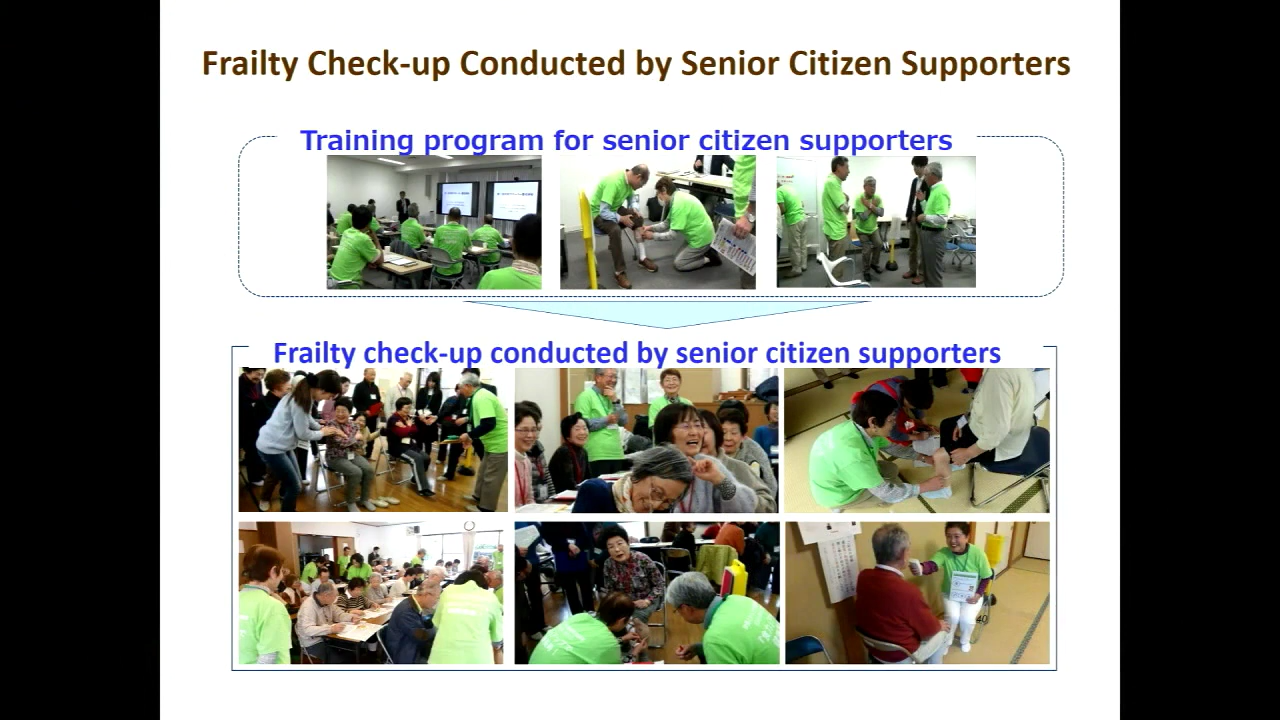 Frailty Check-up Conducted by Senior Citizen Supporters
Training program for senior citizen supporters
Frailty check-up conducted by senior citizen supporters